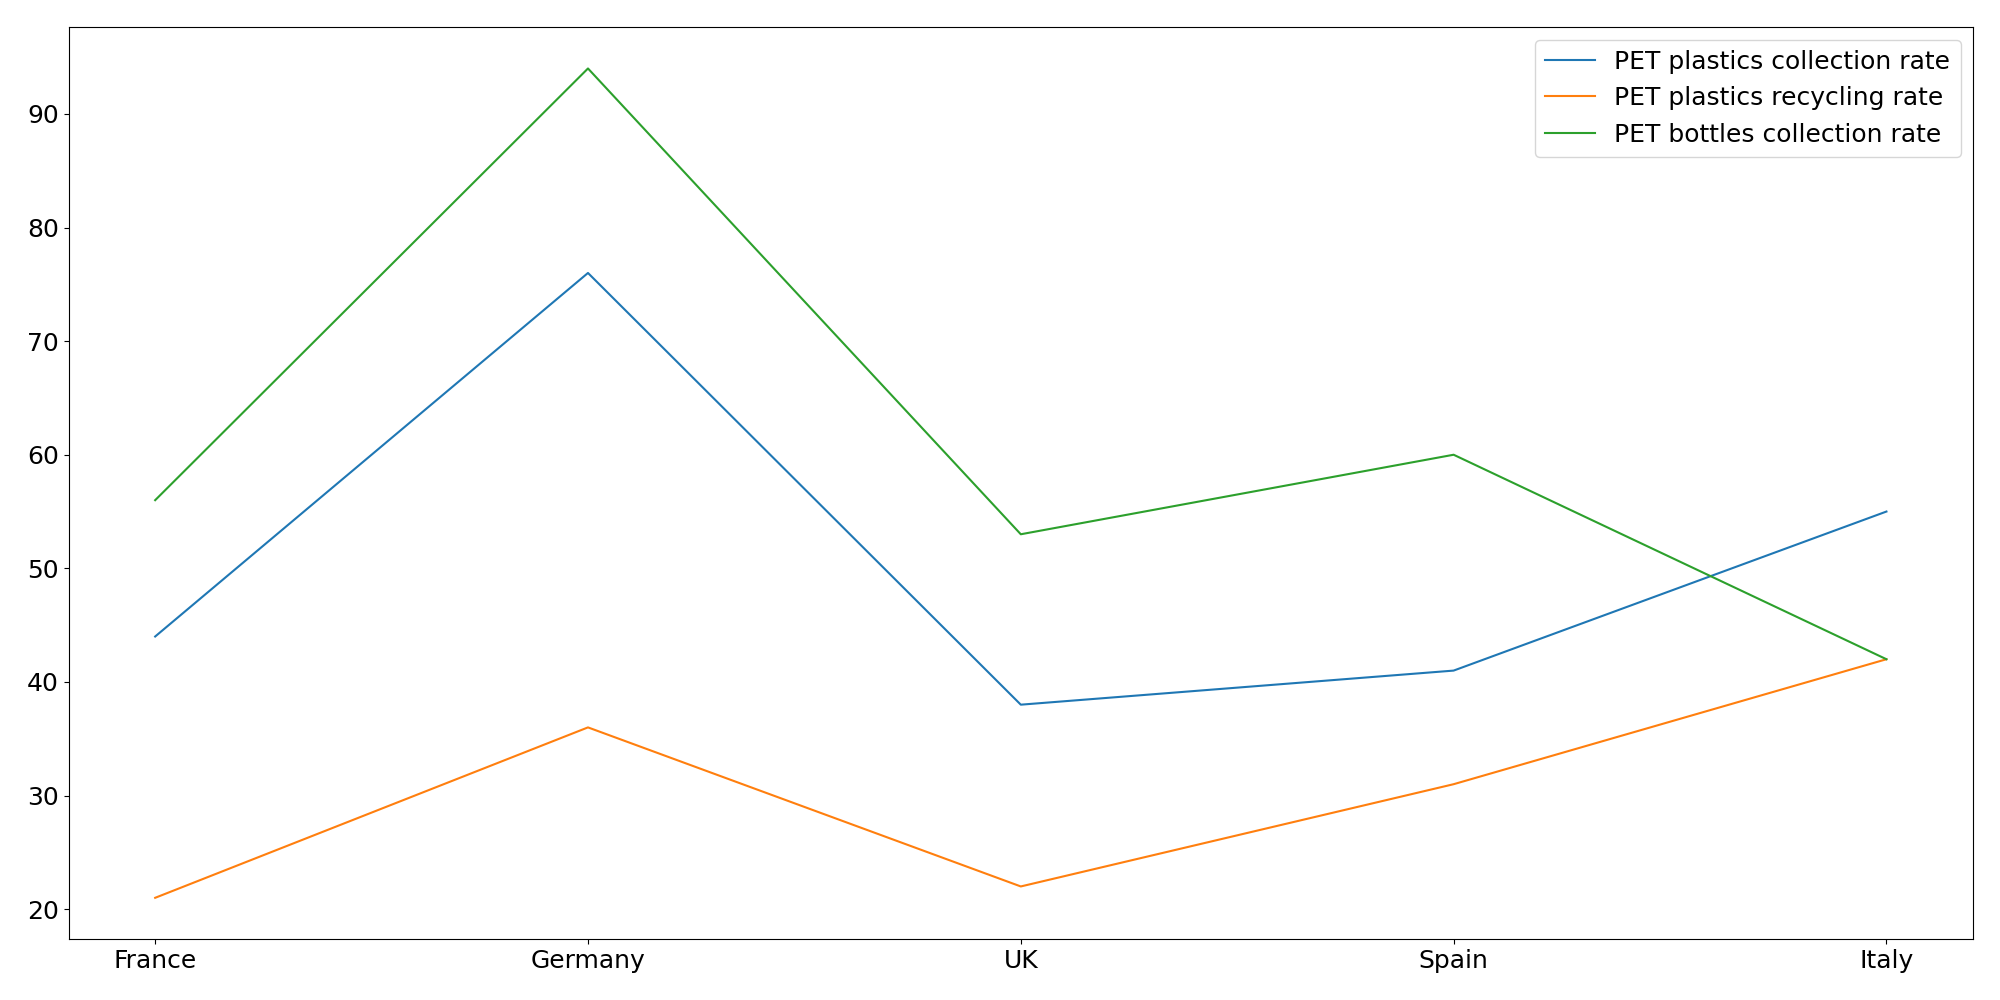 PET plastics collection rate
PET plastics recycling rate
PET bottles collection rate
90
80
70
60
50
40
30
20
France Germany UK Spain Italy